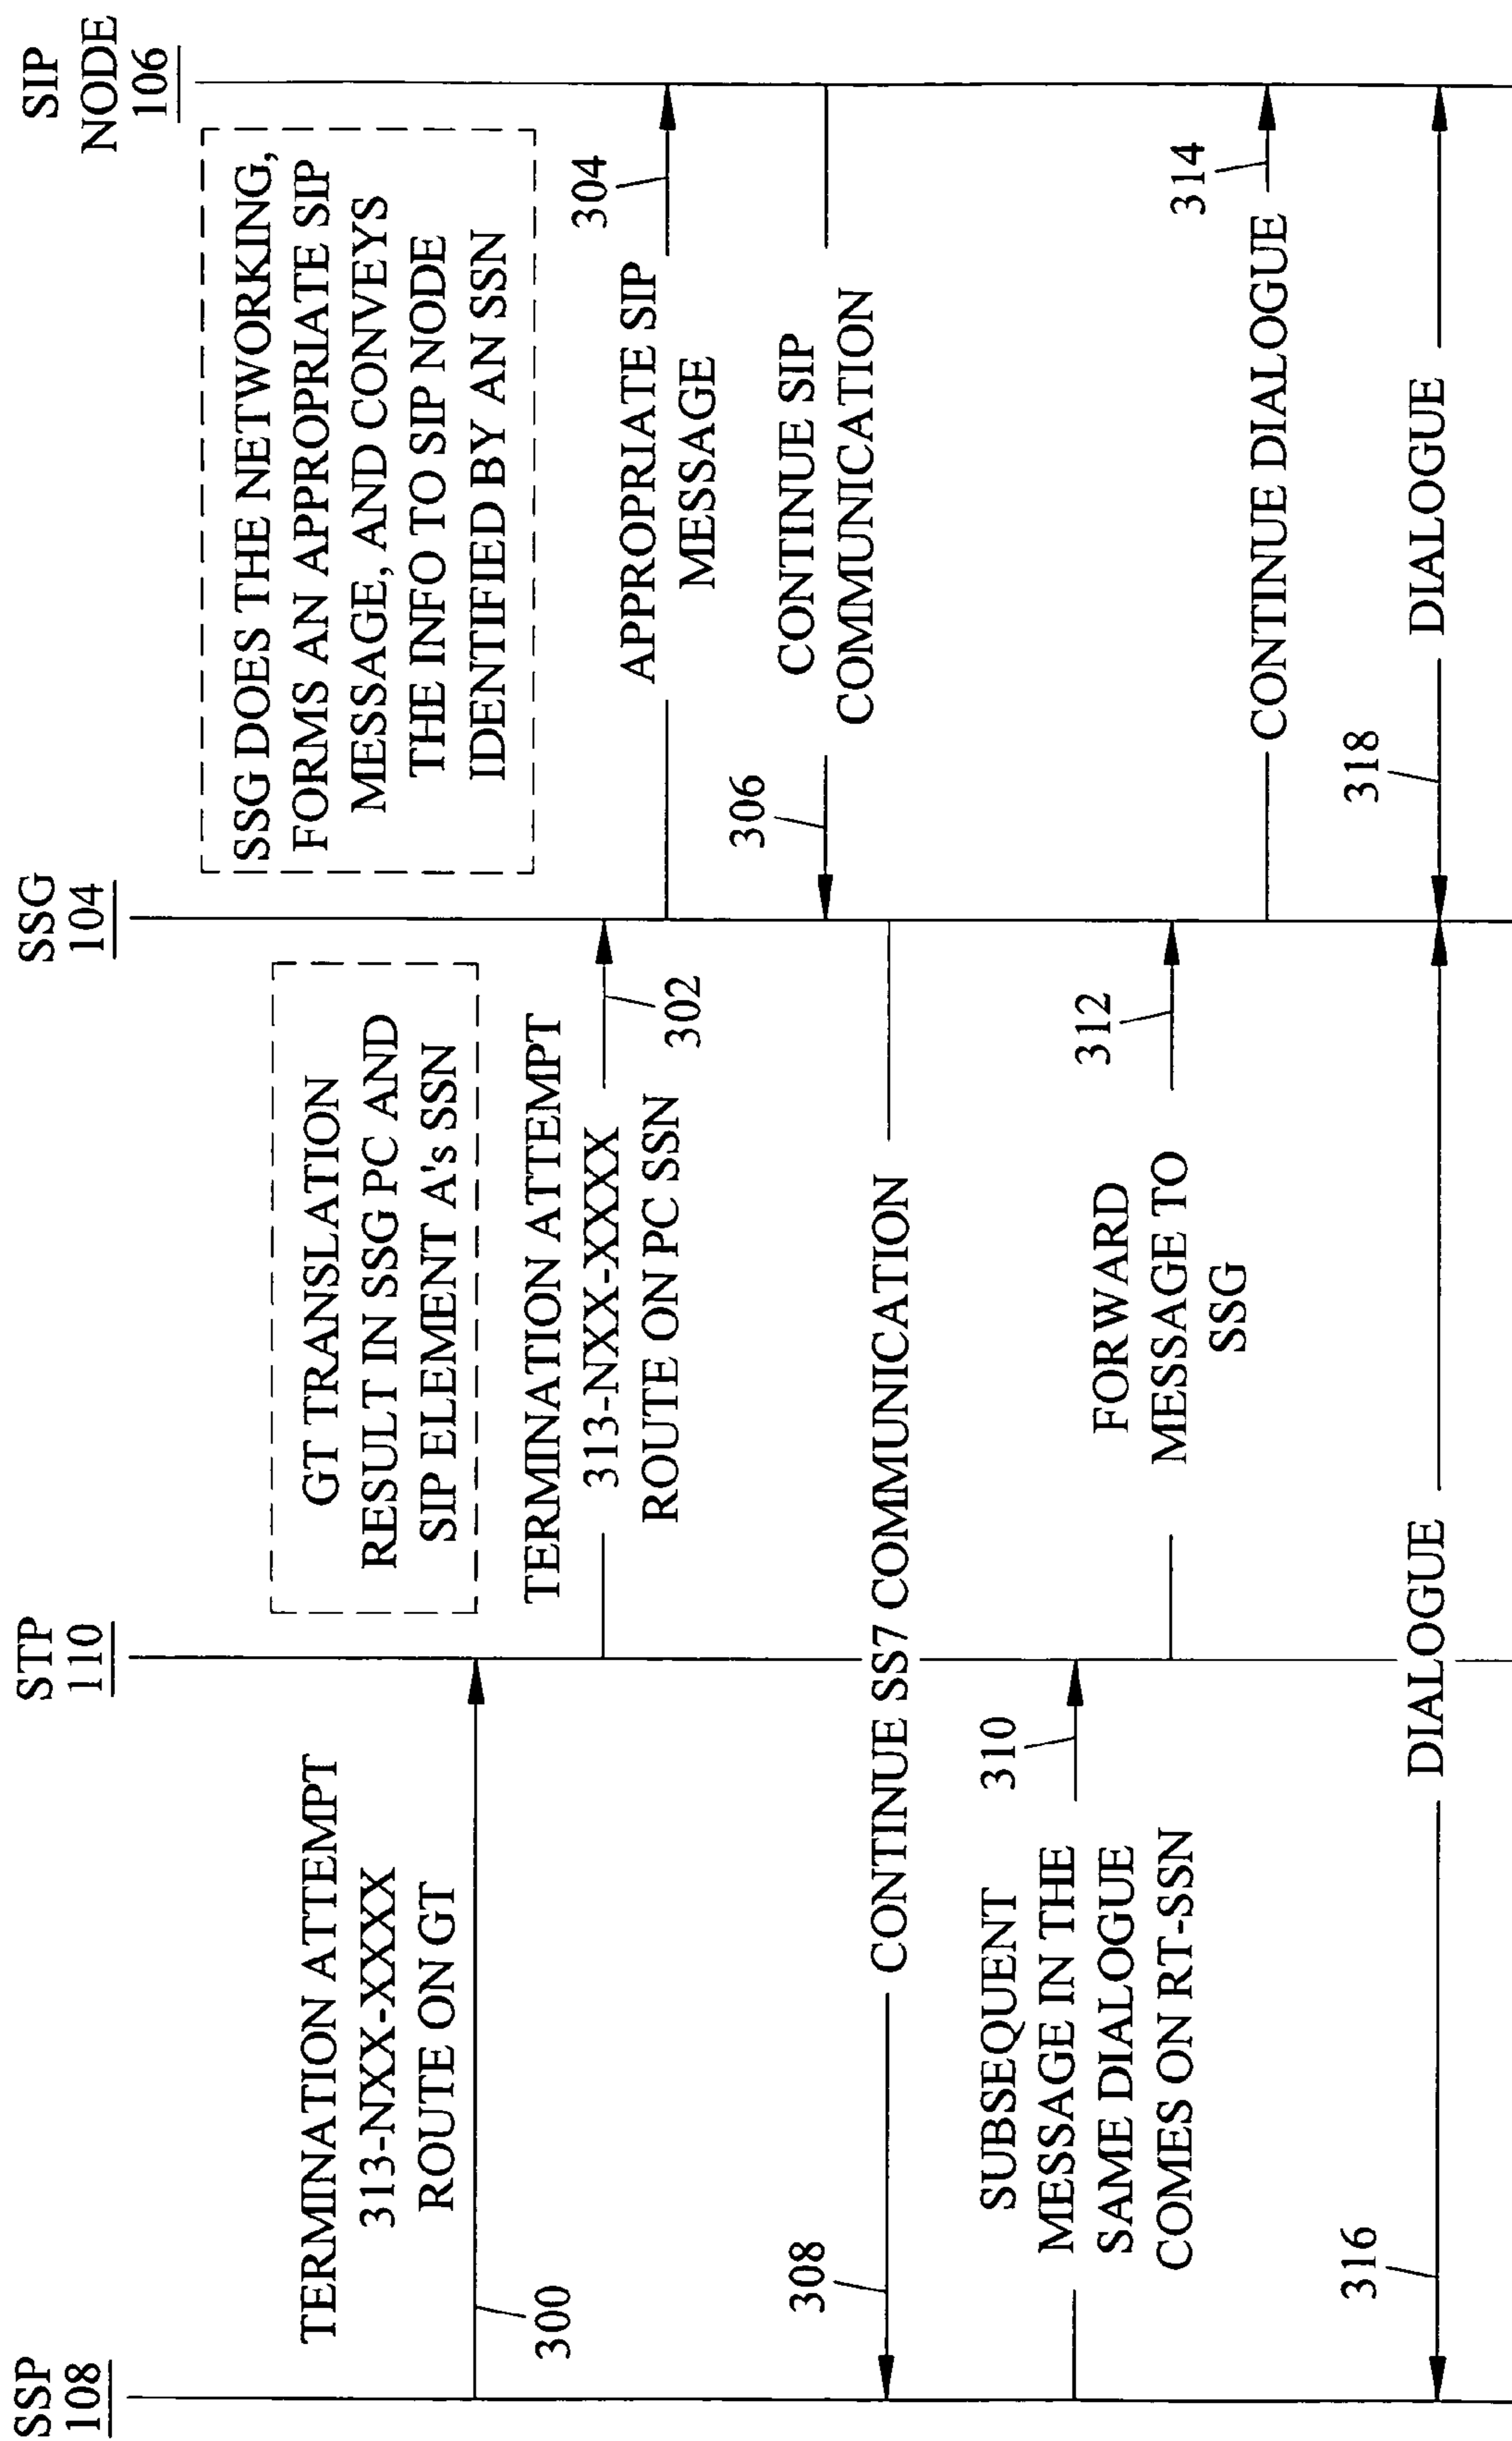 SSP
108
STP
110
SSG
104
SIP
NODE
106
TERMINATION ATTEMPT
313-NXX-XXXX
ROUTE ON GT
300
GT TRANSLATION
RESULT IN SSG PC AND
SIP ELEMENT A's SSN
TERMINATION ATTEMPT
313-NXX-XXXX
ROUTE ON PC SSN
302
SSG DOES THE NETWORKING,
FORMS AN APPROPRIATE SIP
MESSAGE, AND CONVEYS
THE INFO TO SIP NODE
IDENTIFIED BY AN SSN
APPROPRIATE SIP
MESSAGE
304
CONTINUE SIP
COMMUNICATION
306
CONTINUE SS7 COMMUNICATION
308
SUBSEQUENT
MESSAGE IN THE
SAME DIALOGUE
COMES ON RT-SSN
310
FORWARD
MESSAGE TO
SSG
312
CONTINUE DIALOGUE
314
DIALOGUE
316
DIALOGUE
318